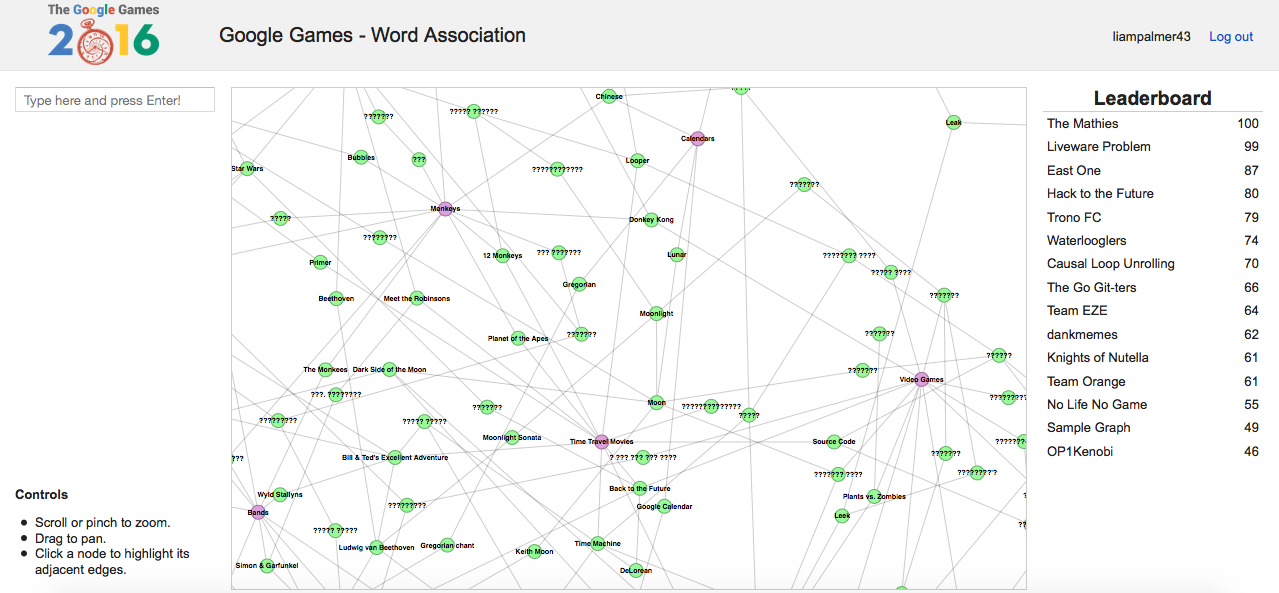 The Google Games
2016
Google Games - Word Association
liampalmer43
Log out
Type here and press Enter!
Controls
Scroll or pinch to zoom.
Drag to pan.
Click a node to highlight its
adjacent edges.
Chinese
???????
????? ??????
Leak
Calendars
Bubbles
???
Looper
Star Wars
????????????
???????
Monkeys
?????
Donkey Kong
????????
12 Monkeys
??? ???????
Lunar
???????? ????
Primer
????? ????
Gregorian
Beethoven
Meet the Robinsons
???????
Moonlight
Planet of the Apes
???????
???????
??????
The Monkees
Dark Side of the Moon
??????
Video Games
???. ????????
Moon
?????????????
???????
?????
?????????
????? ?????
Moonlight Sonata
Time Travel Movies
Source Code
Bill & Ted's Excellent Adventure
? ??? ??? ??? ????
???????
???
??????? ????
????????'?
Back to the Future
Wyld Stallyns
Plants vs. Zombies
?????????
Google Calendar
Bands
Leek
????? ?????
Ludwig van Beethoven
Gregorian chant
Keith Moon
Time Machine
Simon & Garfunkel
DeLorean
Leaderboard
The Mathies 100
Liveware Problem 99
East One 87
Hack to the Future 80
Trono FC 79
Waterlooglers 74
Causal Loop Unrolling 70
The Go Git-ters 66
Team EZE 64
dankmemes 62
Knights of Nutella 61
Team Orange 61
No Life No Game 55
Sample Graph 49
OP1Kenobi 46